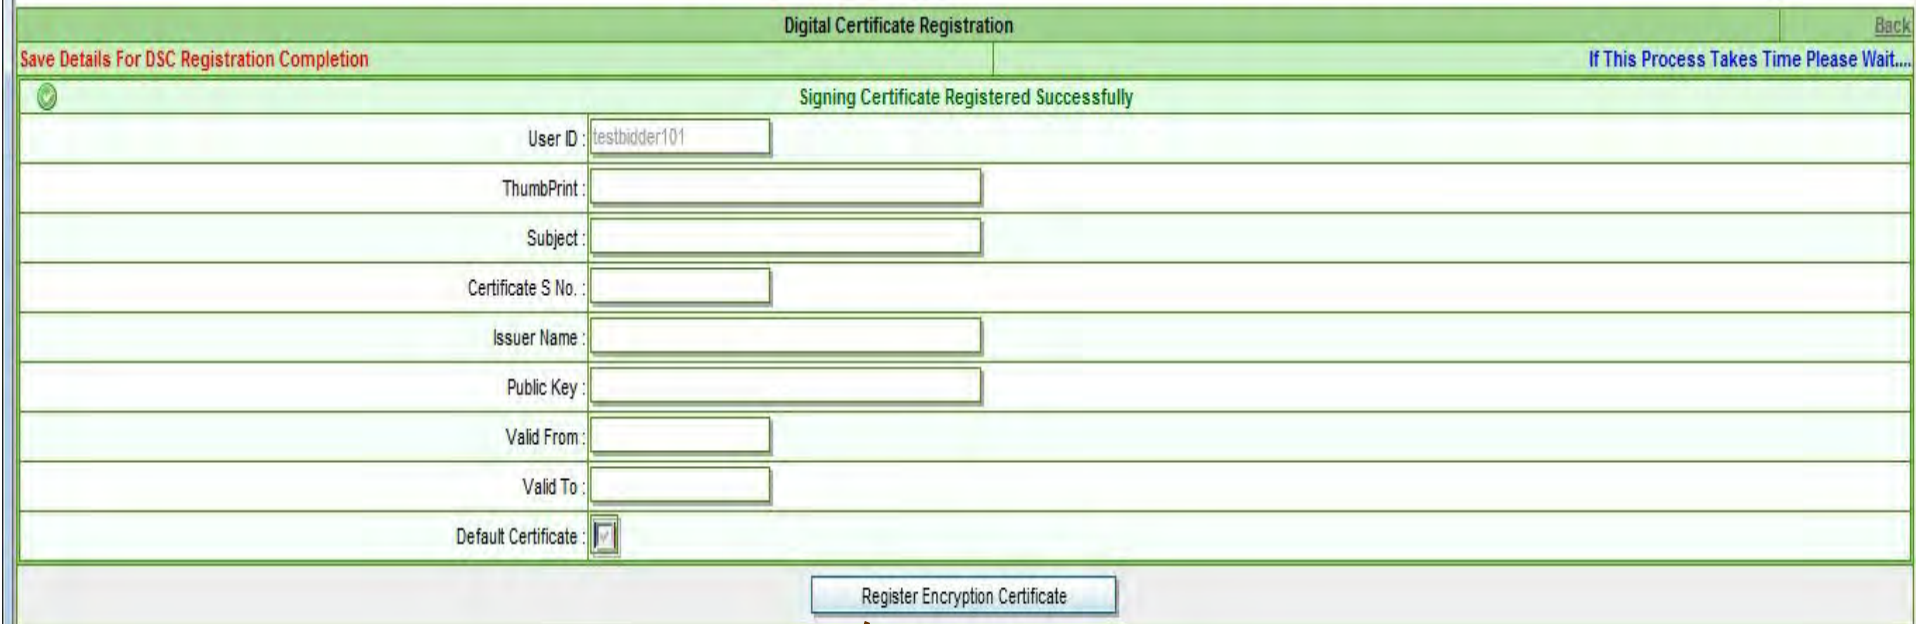 Digital Certificate Registration Back
Save Details For DSC Registration Completion If This Process Takes Time Please Wait....
Signing Certificate Registered Successfully
User ID : testbidder101
ThumbPrint :
Subject :
Certificate S No. :
Issuer Name :
Public Key :
Valid From :
Valid To :
Default Certificate :
Register Encryption Certificate